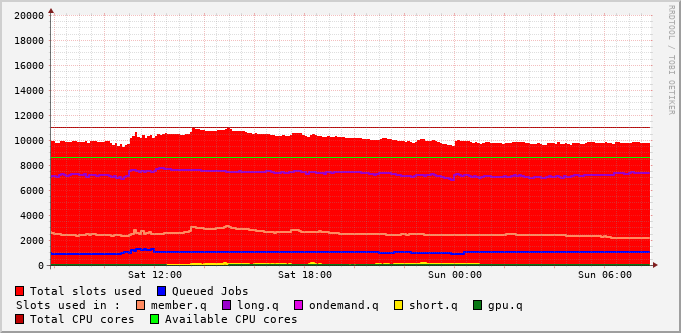 20000
18000
16000
14000
12000
10000
8000
6000
4000
2000
0
Sat 12:00 Sat 18:00 Sun 00:00 Sun 06:00
RRDTOOL / TOBI OETIKER
Total slots used Queued Jobs
Slots used in : member.q long.q ondemand.q short.q gpu.q
Total CPU cores Available CPU cores